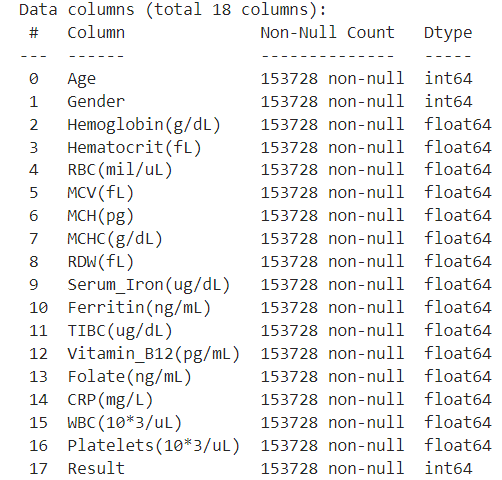 Data columns (total 18 columns):
 #   Column              Non-Null Count   Dtype
---  ------              --------------   -----
 0   Age                 153728 non-null  int64
 1   Gender              153728 non-null  int64
 2   Hemoglobin(g/dL)    153728 non-null  float64
 3   Hematocrit(fL)      153728 non-null  float64
 4   RBC(mil/uL)         153728 non-null  float64
 5   MCV(fL)             153728 non-null  float64
 6   MCH(pg)             153728 non-null  float64
 7   MCHC(g/dL)          153728 non-null  float64
 8   RDW(fL)             153728 non-null  float64
 9   Serum_Iron(ug/dL)   153728 non-null  float64
 10  Ferritin(ng/mL)     153728 non-null  float64
 11  TIBC(ug/dL)         153728 non-null  float64
 12  Vitamin_B12(pg/mL)  153728 non-null  float64
 13  Folate(ng/mL)       153728 non-null  float64
 14  CRP(mg/L)           153728 non-null  float64
 15  WBC(10*3/uL)        153728 non-null  float64
 16  Platelets(10*3/uL)  153728 non-null  float64
 17  Result              153728 non-null  int64